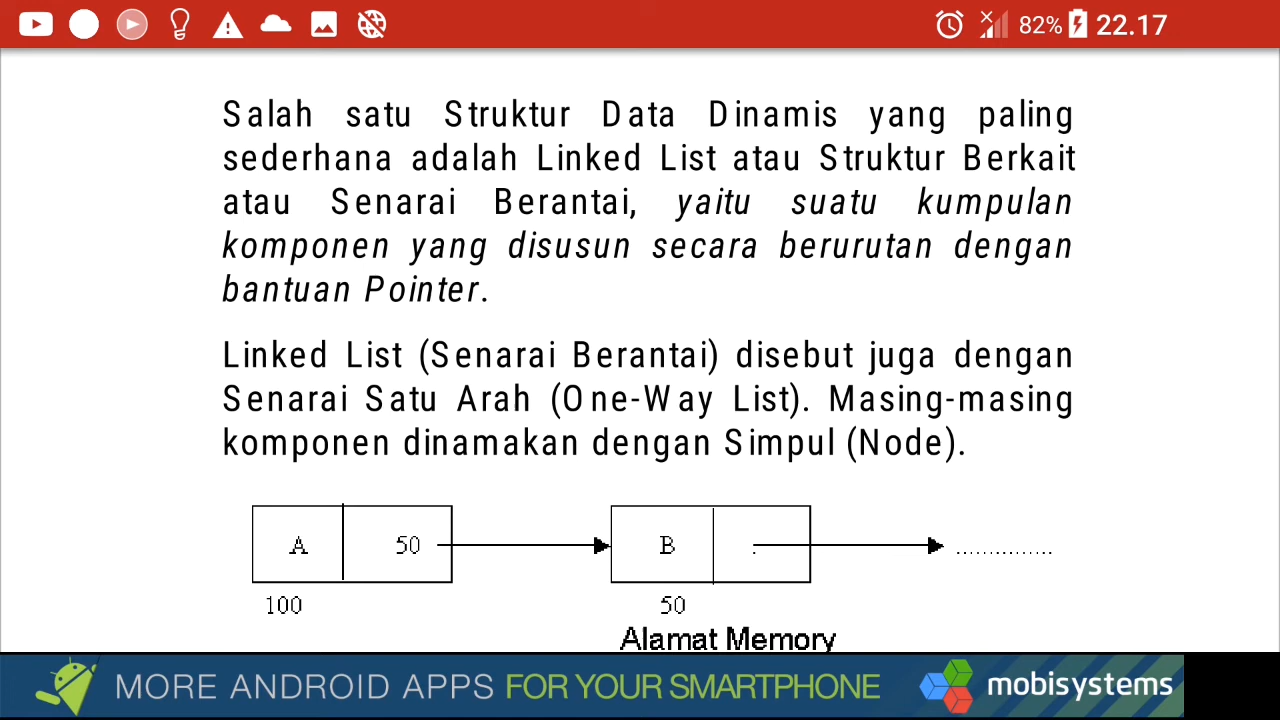 82% 22.17
Salah satu Struktur Data Dinamis yang paling
sederhana adalah Linked List atau Struktur Berkait
atau Senarai Berantai, yaitu suatu kumpulan
komponen yang disusun secara berurutan dengan
bantuan Pointer.
Linked List (Senarai Berantai) disebut juga dengan
Senarai Satu Arah (One-Way List). Masing-masing
komponen dinamakan dengan Simpul (Node).
A 50 B . ...............
100 50
Alamat Memory
MORE ANDROID APPS FOR YOUR SMARTPHONE mobisystems